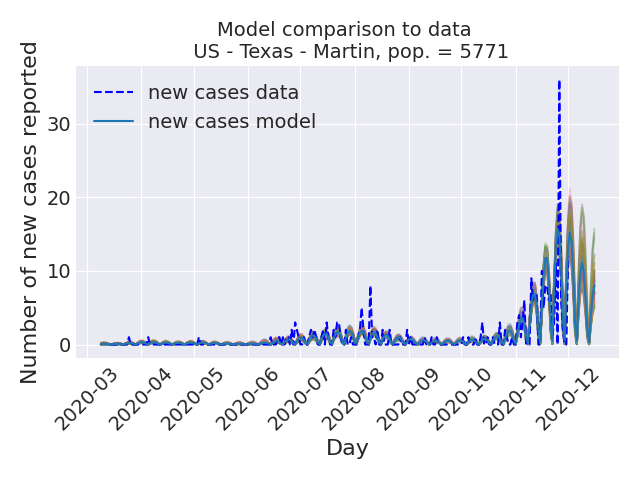 Model comparison to data
US - Texas - Martin, pop. = 5771
Number of new cases reported
new cases data
new cases model
30
20
10
0
2020-03
2020-04
2020-05
2020-06
2020-07
2020-08
2020-09
2020-10
2020-11
2020-12
Day